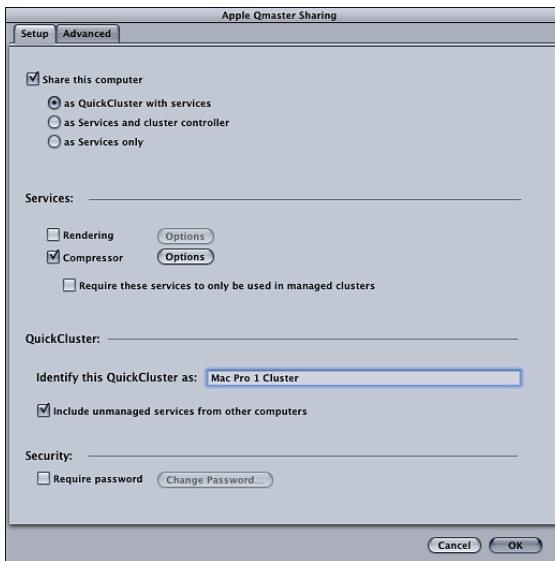 Apple Qmaster Sharing
Setup Advanced
Share this computer
as QuickCluster with services
as Services and cluster controller
as Services only
Services:
Rendering Options
Compressor Options
Require these services to only be used in managed clusters
QuickCluster:
Identify this QuickCluster as: Mac Pro 1 Cluster
Include unmanaged services from other computers
Security:
Require password Change Password...
Cancel OK